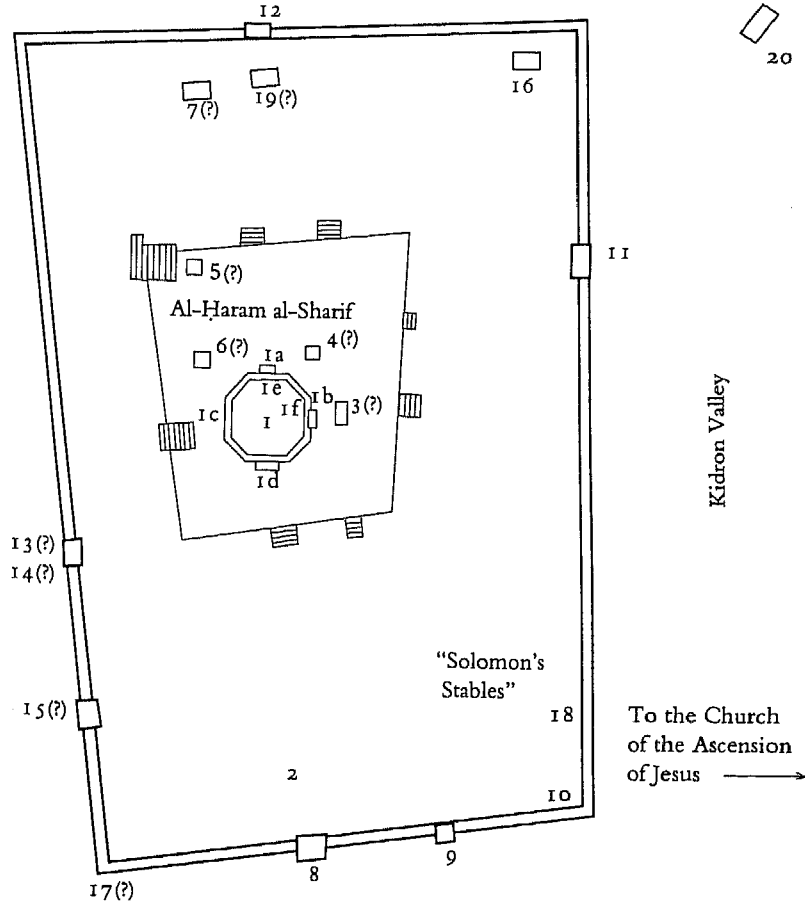 12
20
16
7(?)
19(?)
11
5(?)
Al-Ḥaram al-Sharif
6(?)
1a
4(?)
1e
1b
1c
1f
3(?)
1
1d
Kidron Valley
13(?)
14(?)
"Solomon's
Stables"
15(?)
18
To the Church
of the Ascension
of Jesus
2
10
8
9
17(?)